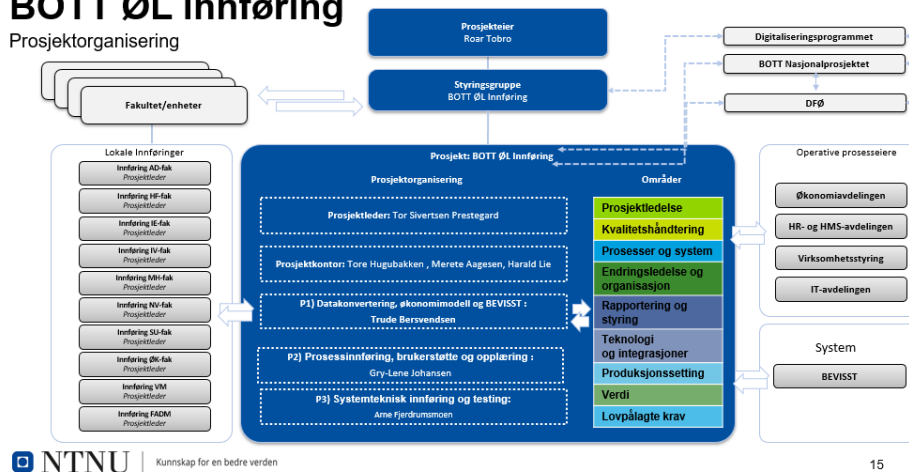 BOTT ØL Innføring
Prosjektorganisering
Prosjekteier
Roar Tobro
Styringsgruppe
BOTT ØL Innføring
Digitaliseringsprogrammet
BOTT Nasjonalprosjektet
DFØ
Fakultet/enheter
Lokale Innføringer
Innføring AD-fak
Prosjektleder
Innføring HF-fak
Prosjektleder
Innføring IE-fak
Prosjektleder
Innføring IV-fak
Prosjektleder
Innføring MH-fak
Prosjektleder
Innføring NV-fak
Prosjektleder
Innføring SU-fak
Prosjektleder
Innføring ØK-fak
Prosjektleder
Innføring VM
Prosjektleder
Innføring FADM
Prosjektleder
Prosjekt: BOTT ØL Innføring
Prosjektorganisering
Prosjektleder: Tor Sivertsen Prestegard
Prosjektkontor: Tore Hugubakken , Merete Aagesen, Harald Lie
P1) Datakonvertering, økonomimodell og BEVISST :
Trude Bersvendsen
P2) Prosessinnføring, brukerstøtte og opplæring :
Gry-Lene Johansen
P3) Systemteknisk innføring og testing:
Arne Fjerdrumsmoen
Områder
Prosjektledelse
Kvalitetshåndtering
Prosesser og system
Endringsledelse og
organisasjon
Rapportering og
styring
Teknologi
og integrasjoner
Produksjonssetting
Verdi
Lovpålagte krav
Operative prosesseiere
Økonomiavdelingen
HR- og HMS-avdelingen
Virksomhetsstyring
IT-avdelingen
System
BEVISST
NTNU
Kunnskap for en bedre verden
15